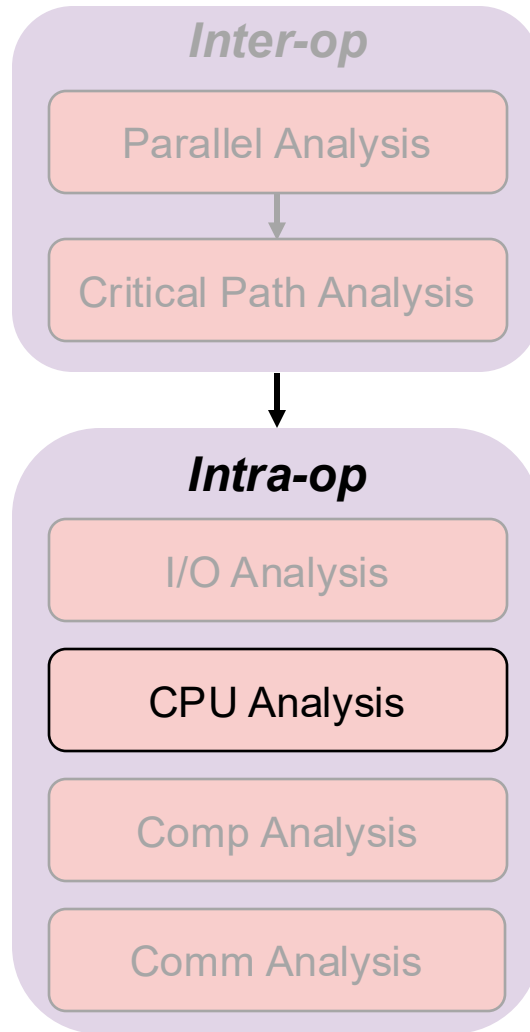 Inter-op
Parallel Analysis
Critical Path Analysis
Intra-op
I/O Analysis
CPU Analysis
Comp Analysis
Comm Analysis